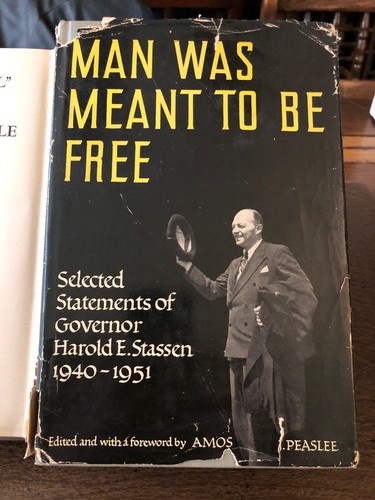 L"
LE
MAN WAS
MEANT TO BE
FREE
Selected
Statements of
Governor
Harold E. Stassen
1940-1951
Edited and with a foreword by AMOS J. PEASLEE